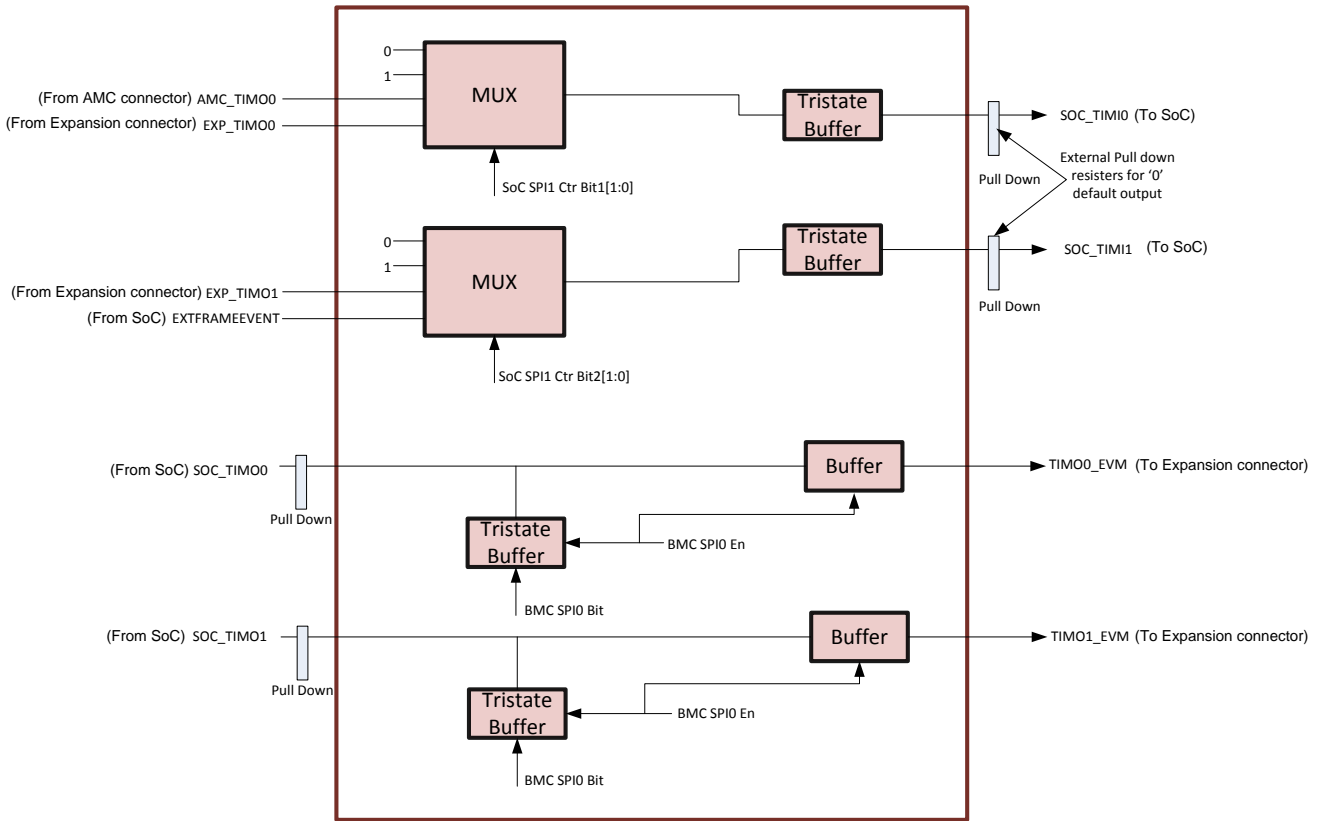 0
1
(From AMC connector) AMC_TIMO0
(From Expansion connector) EXP_TIMO0
MUX
SoC SPI1 Ctr Bit1[1:0]
Tristate
Buffer
SOC_TIMI0 (To SoC)
Pull Down
External Pull down
resisters for ‘0’
default output
0
1
(From Expansion connector) EXP_TIMO1
(From SoC) EXTFRAMEEVENT
MUX
SoC SPI1 Ctr Bit2[1:0]
Tristate
Buffer
SOC_TIMI1 (To SoC)
Pull Down
(From SoC) SOC_TIMO0
Pull Down
Buffer
TIMO0_EVM (To Expansion connector)
Tristate
Buffer
BMC SPI0 En
BMC SPI0 Bit
(From SoC) SOC_TIMO1
Pull Down
Buffer
TIMO1_EVM (To Expansion connector)
Tristate
Buffer
BMC SPI0 En
BMC SPI0 Bit